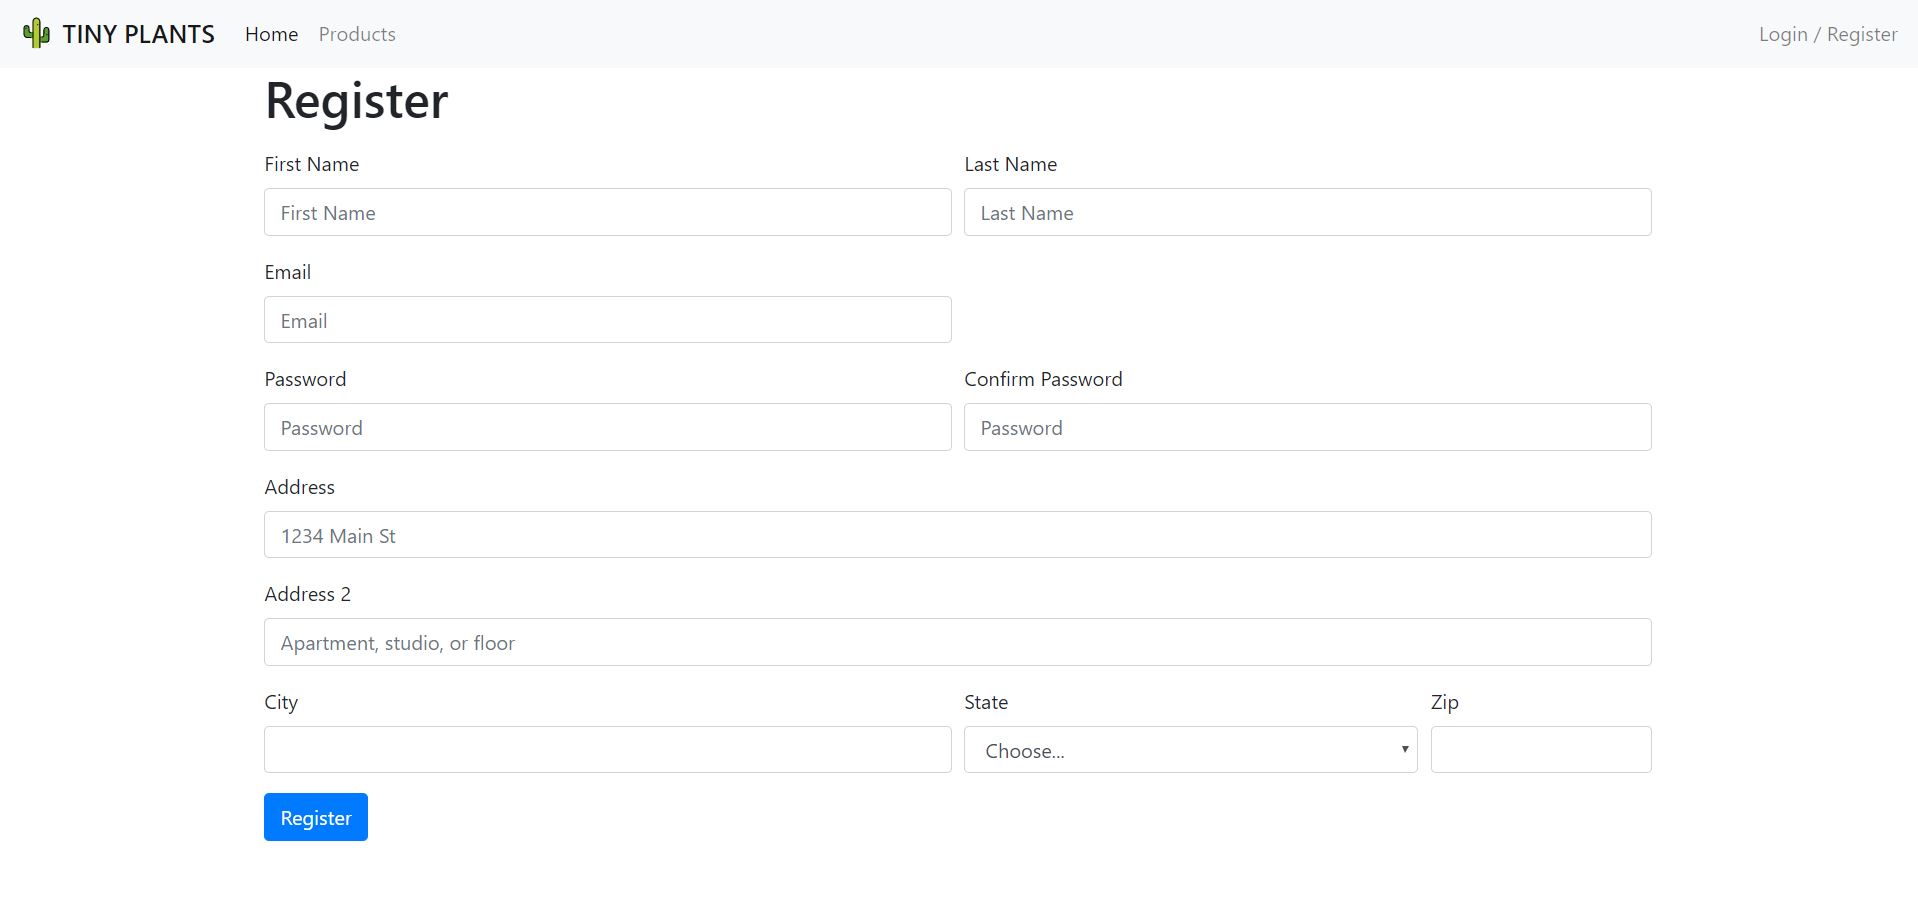 TINY PLANTS Home Products Login / Register
Register
First Name Last Name
First Name Last Name
Email
Email
Password Confirm Password
Password Password
Address
1234 Main St
Address 2
Apartment, studio, or floor
City State Zip
Choose...
Register